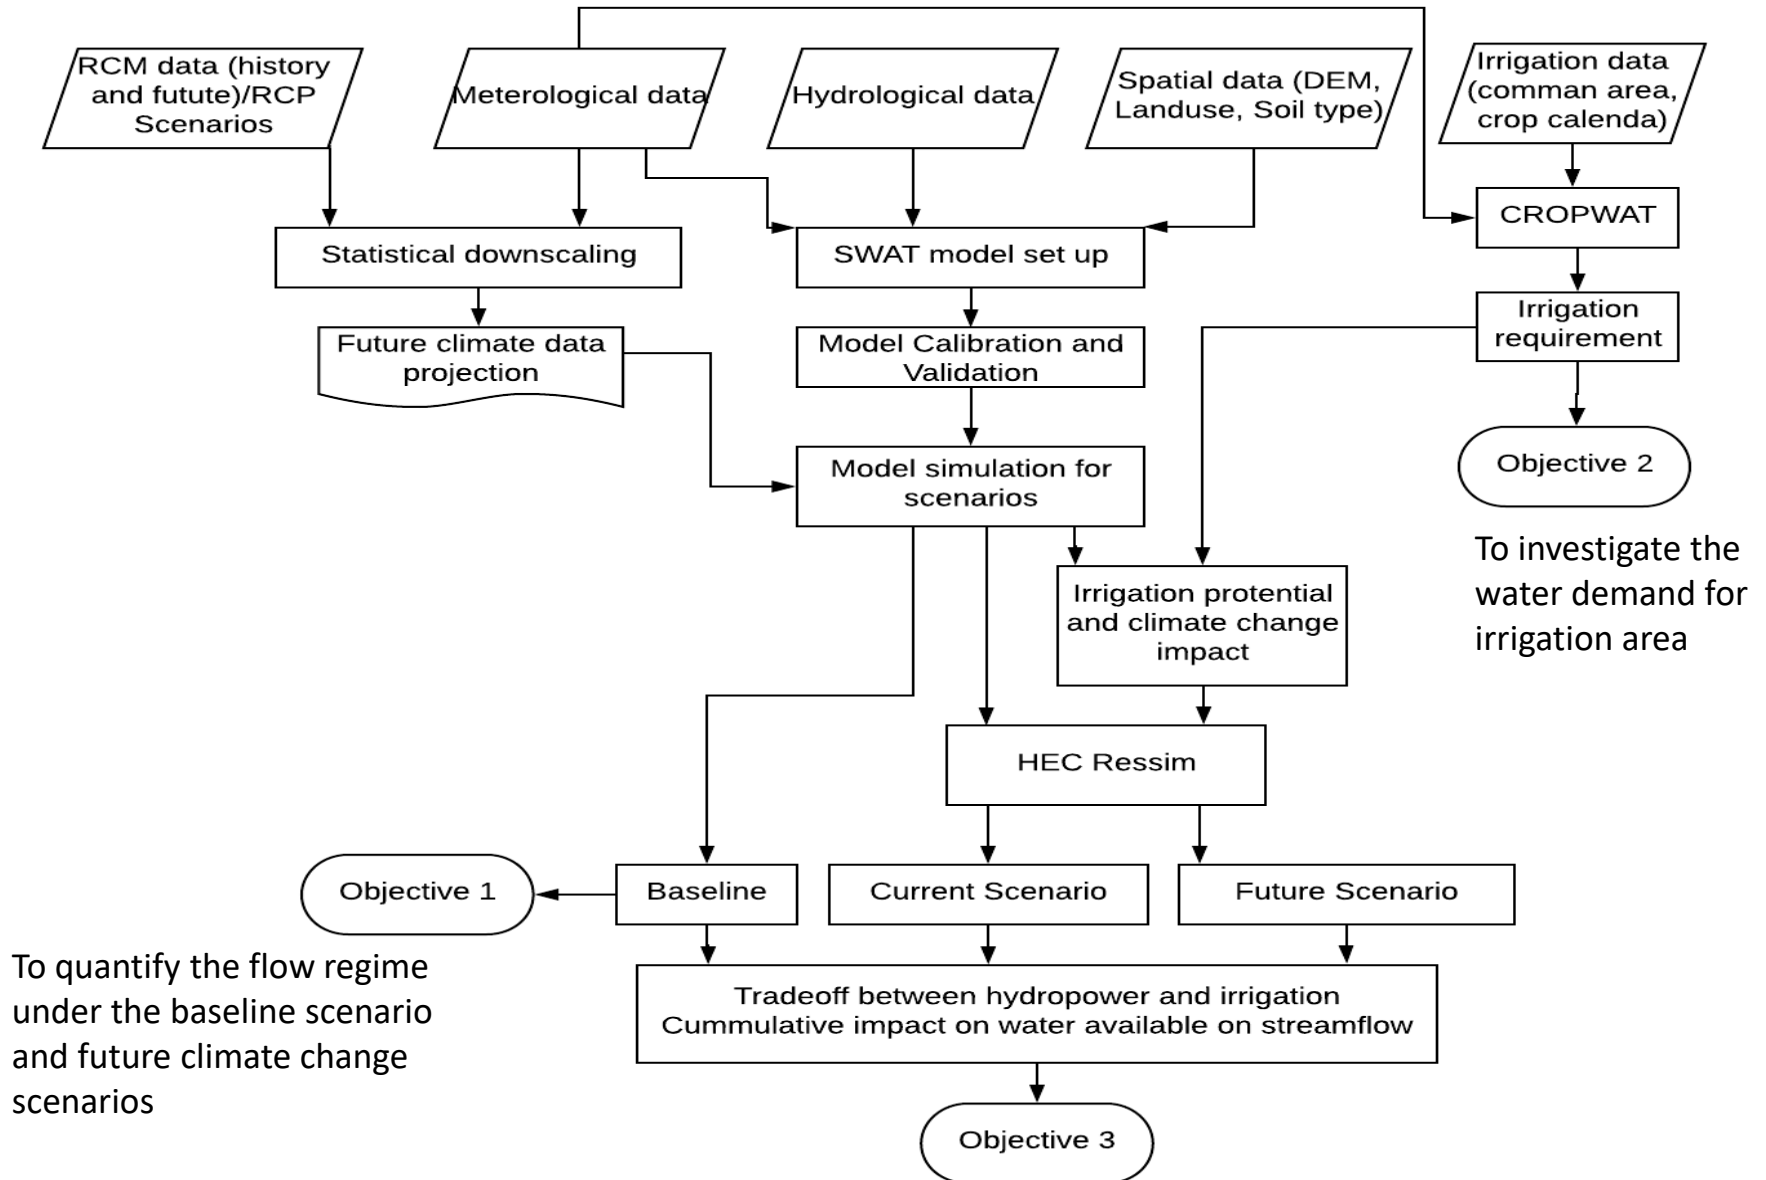 RCM data (history
and futute)/RCP
Scenarios
Meterological data
Hydrological data
Spatial data (DEM,
Landuse, Soil type)
Irrigation data
(comman area,
crop calenda)
CROPWAT
Statistical downscaling
SWAT model set up
Irrigation
requirement
Future climate data
projection
Model Calibration and
Validation
Model simulation for
scenarios
Objective 2
To investigate the
water demand for
irrigation area
Irrigation protential
and climate change
impact
HEC Ressim
Objective 1
Baseline
Current Scenario
Future Scenario
To quantify the flow regime
under the baseline scenario
and future climate change
scenarios
Tradeoff between hydropower and irrigation
Cummulative impact on water available on streamflow
Objective 3